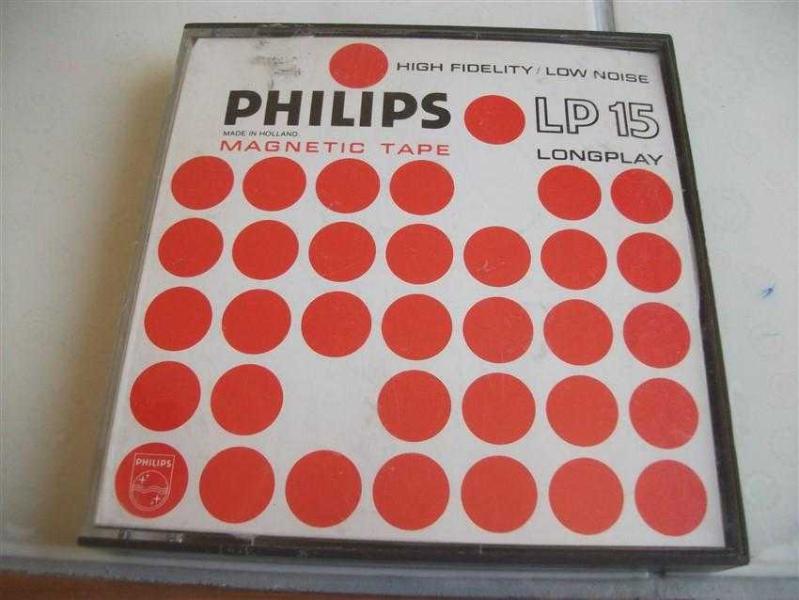 HIGH FIDELITY / LOW NOISE
PHILIPS LP 15
MADE IN HOLLAND
MAGNETIC TAPE LONGPLAY
PHILIPS